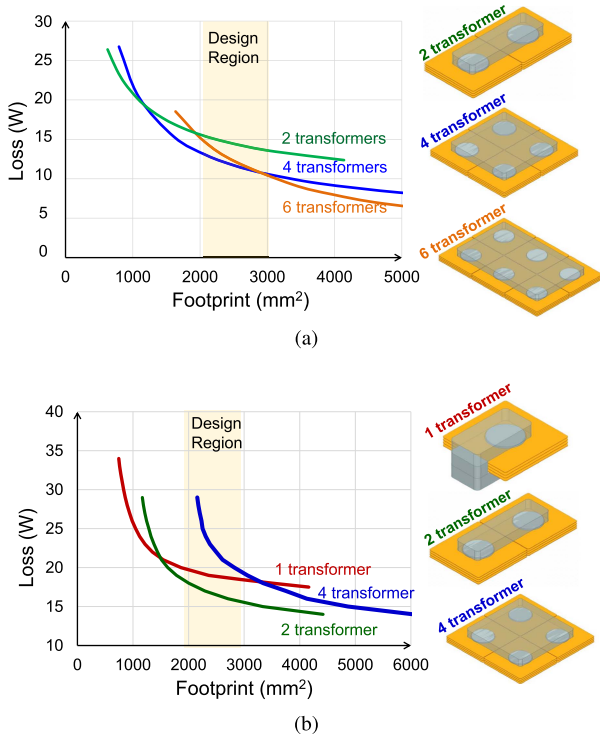 30
25
20
15
10
5
0
Loss (W)
Design
Region
2 transformers
4 transformers
6 transformers
0 1000 2000 3000 4000 5000
Footprint (mm²)
2 transformer
4 transformer
6 transformer
(a)
40
35
30
25
20
15
10
Loss (W)
Design
Region
1 transformer
4 transformer
2 transformer
0 1000 2000 3000 4000 5000 6000
Footprint (mm²)
1 transformer
2 transformer
4 transformer
(b)